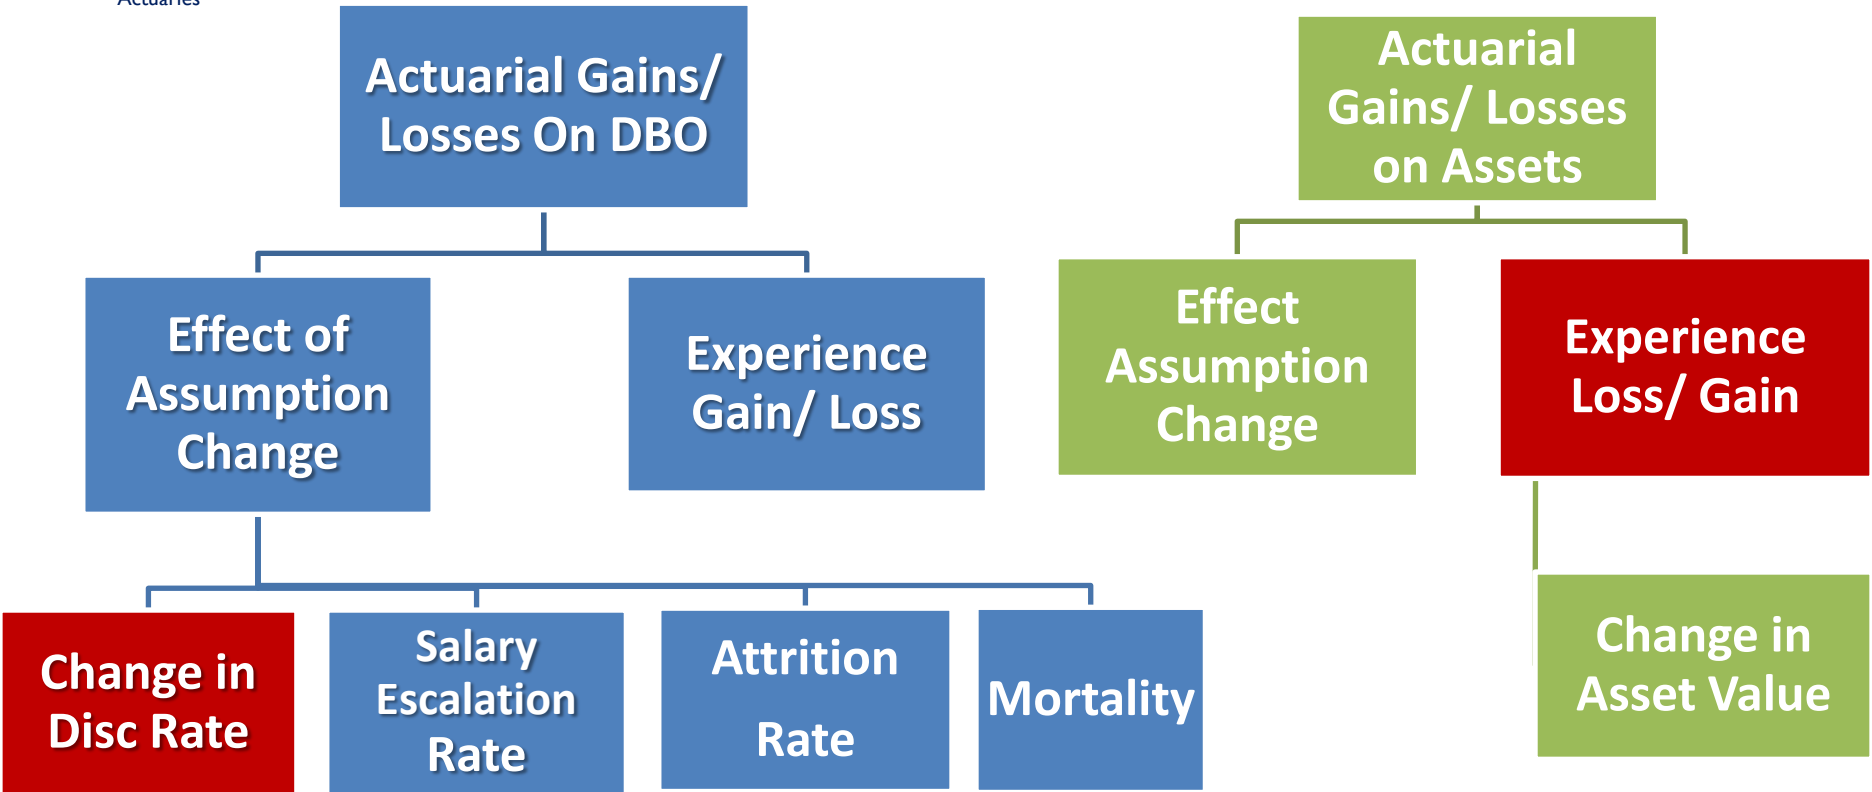 Actuaries
Actuarial Gains/
Losses On DBO
Actuarial
Gains/ Losses
on Assets
Effect of
Assumption
Change
Experience
Gain/ Loss
Effect
Assumption
Change
Experience
Loss/ Gain
Change in
Disc Rate
Salary
Escalation
Rate
Attrition
Rate
Mortality
Change in
Asset Value